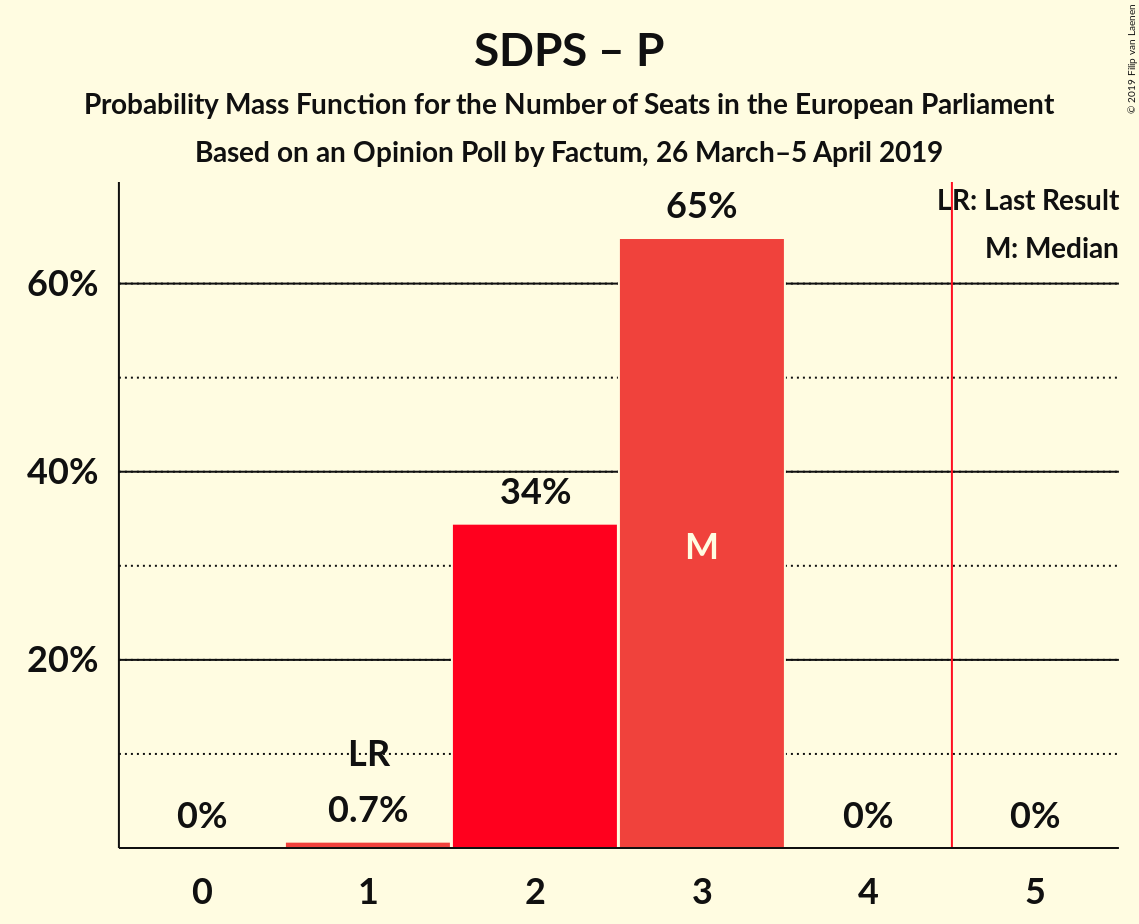 SDPS – P
Probability Mass Function for the Number of Seats in the European Parliament
Based on an Opinion Poll by Factum, 26 March–5 April 2019
© 2019 Filip van Laenen
LR: Last Result
M: Median
65%
60%
40%
34%
M
20%
LR
0%
0.7%
0%
0%
0
1
2
3
4
5